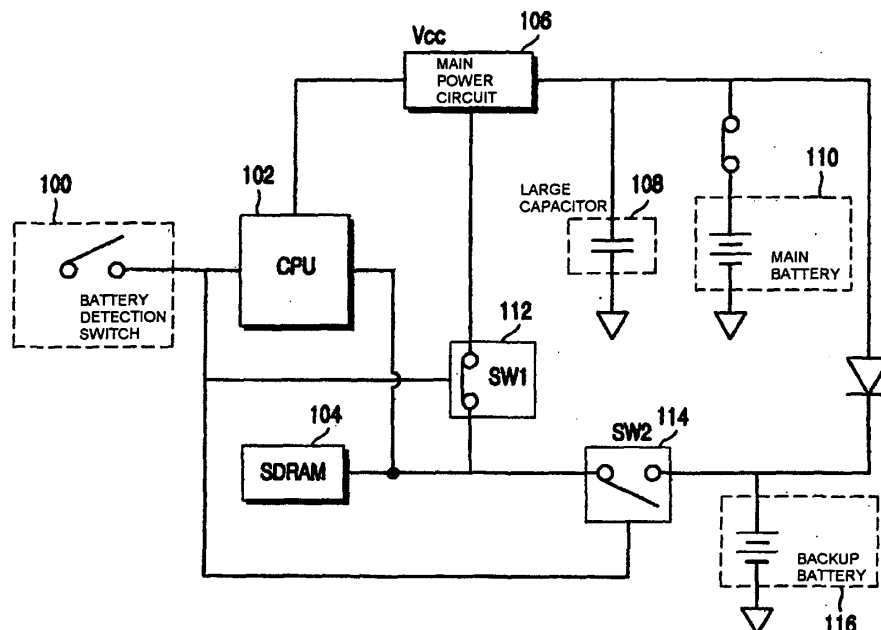 Vcc
106
MAIN
POWER
CIRCUIT
100
102
LARGE
CAPACITOR
108
110
BATTERY
DETECTION
SWITCH
CPU
MAIN
BATTERY
112
SW1
104
SDRAM
SW2
114
BACKUP
BATTERY
116